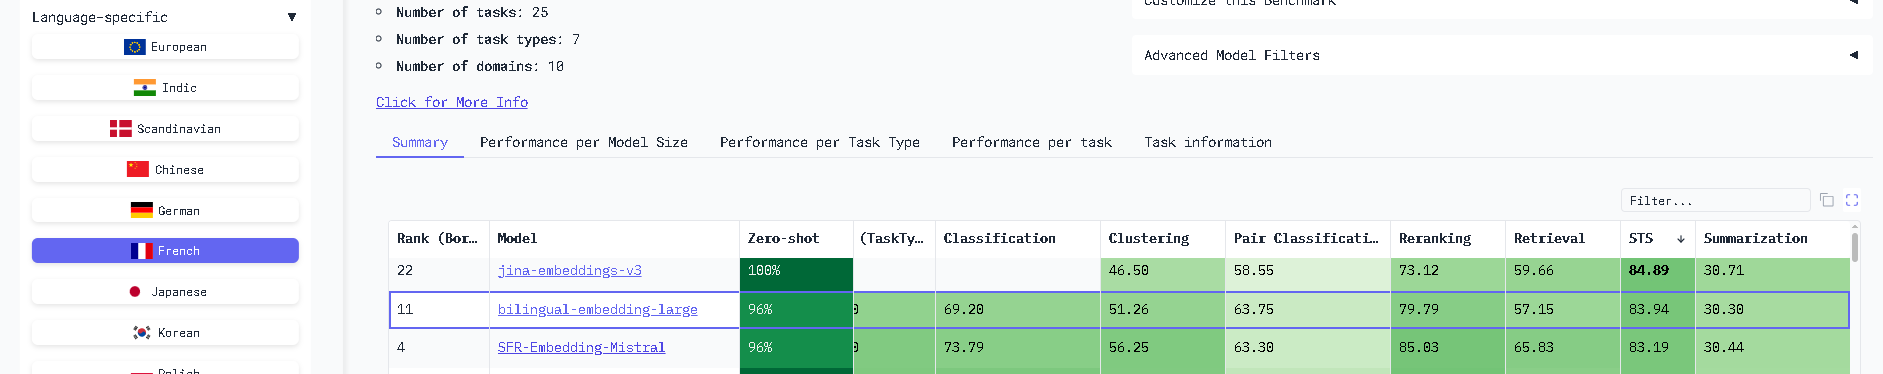 Language-specific ▼
European
Indic
Scandinavian
Chinese
German
French
Japanese
Korean
Polish
Number of tasks: 25
Number of task types: 7
Number of domains: 10
Click for More Info
Customize this Benchmark ◀
Advanced Model Filters ◀
Summary Performance per Model Size Performance per Task Type Performance per task Task information
Filter...
Rank (Bor… Model Zero-shot (TaskTy… Classification Clustering Pair Classificati… Reranking Retrieval STS ↓ Summarization
22 jina-embeddings-v3 100% 46.50 58.55 73.12 59.66 84.89 30.71
11 bilingual-embedding-large 96% 0 69.20 51.26 63.75 79.79 57.15 83.94 30.30
4 SFR-Embedding-Mistral 96% 0 73.79 56.25 63.30 85.03 65.83 83.19 30.44